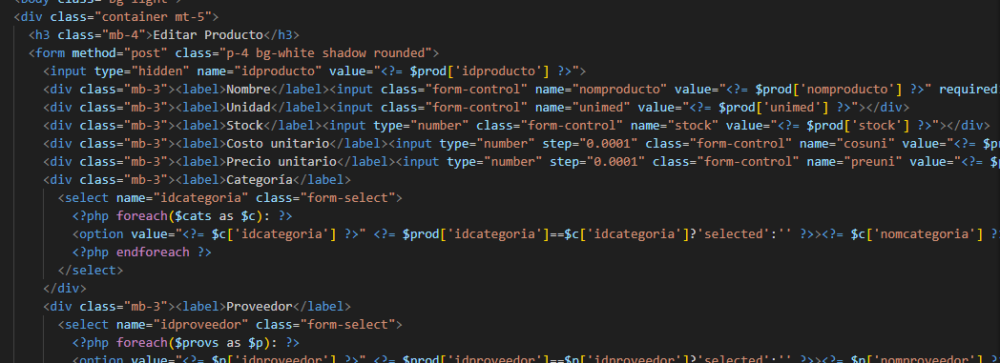 <body class="bg-light">
<div class="container mt-5">
<h3 class="mb-4">Editar Producto</h3>
<form method="post" class="p-4 bg-white shadow rounded">
<input type="hidden" name="idproducto" value="<?= $prod['idproducto'] ?>">
<div class="mb-3"><label>Nombre</label><input class="form-control" name="nomproducto" value="<?= $prod['nomproducto'] ?>" required
<div class="mb-3"><label>Unidad</label><input class="form-control" name="unimed" value="<?= $prod['unimed'] ?>"></div>
<div class="mb-3"><label>Stock</label><input type="number" class="form-control" name="stock" value="<?= $prod['stock'] ?>"></div>
<div class="mb-3"><label>Costo unitario</label><input type="number" step="0.0001" class="form-control" name="cosuni" value="<?= $pr
<div class="mb-3"><label>Precio unitario</label><input type="number" step="0.0001" class="form-control" name="preuni" value="<?= $p
<div class="mb-3"><label>Categoría</label>
<select name="idcategoria" class="form-select">
<?php foreach($cats as $c): ?>
<option value="<?= $c['idcategoria'] ?>" <?= $prod['idcategoria']==$c['idcategoria']?'selected':'' ?>><?= $c['nomcategoria'] ?>
<?php endforeach ?>
</select>
</div>
<div class="mb-3"><label>Proveedor</label>
<select name="idproveedor" class="form-select">
<?php foreach($provs as $p): ?>
<option value="<?= $p['idproveedor'] ?>" <?= $prod['idproveedor']==$p['idproveedor']?'selected':'' ?>><?= $p['nomproveedor'] ?>